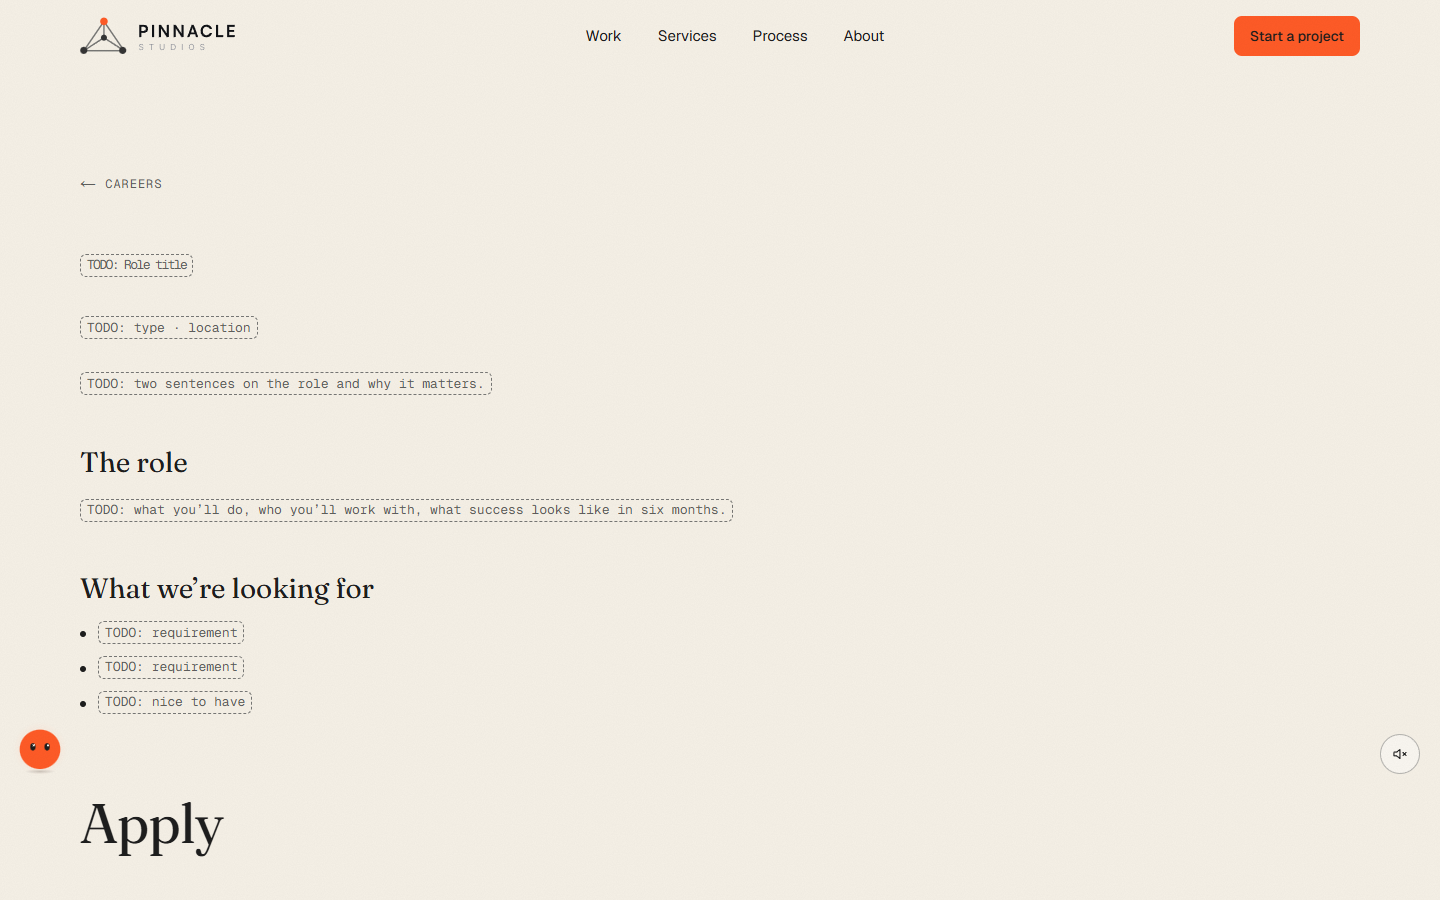 PINNACLE
STUDIOS
Work
Services
Process
About
Start a project
← CAREERS
TODO: Role title
TODO: type · location
TODO: two sentences on the role and why it matters.
The role
TODO: what you’ll do, who you’ll work with, what success looks like in six months.
What we’re looking for
TODO: requirement
TODO: requirement
TODO: nice to have
Apply